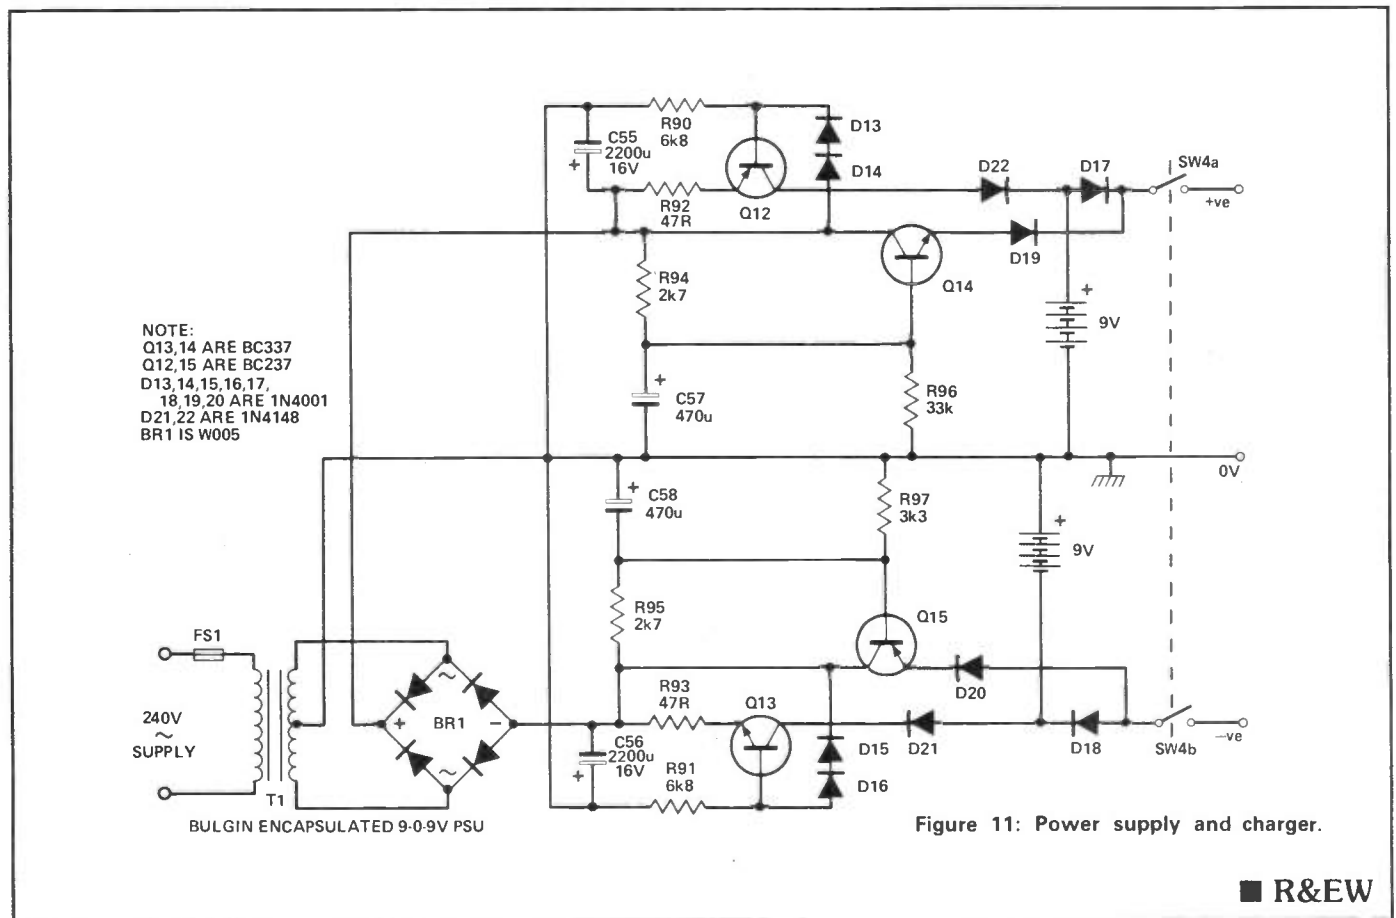 R90
6k8
D13
C55
2200u
16V
+
D14
R92
47R
Q12
D22
D17
SW4a
+ve
D19
Q14
R94
2k7
+
9V
NOTE:
Q13,14 ARE BC337
Q12,15 ARE BC237
D13,14,15,16,17,
18,19,20 ARE 1N4001
D21,22 ARE 1N4148
BR1 IS W005
+
C57
470u
R96
33k
0V
+
C58
470u
R97
3k3
+
9V
R95
2k7
Q15
FS1
D20
R93
47R
Q13
240V
~
SUPPLY
~
+
BR1
−
~
C56
2200u
16V
+
D15
D21
D18
SW4b
−ve
R91
6k8
D16
T1
BULGIN ENCAPSULATED 9-0-9V PSU
Figure 11: Power supply and charger.
■ R&EW